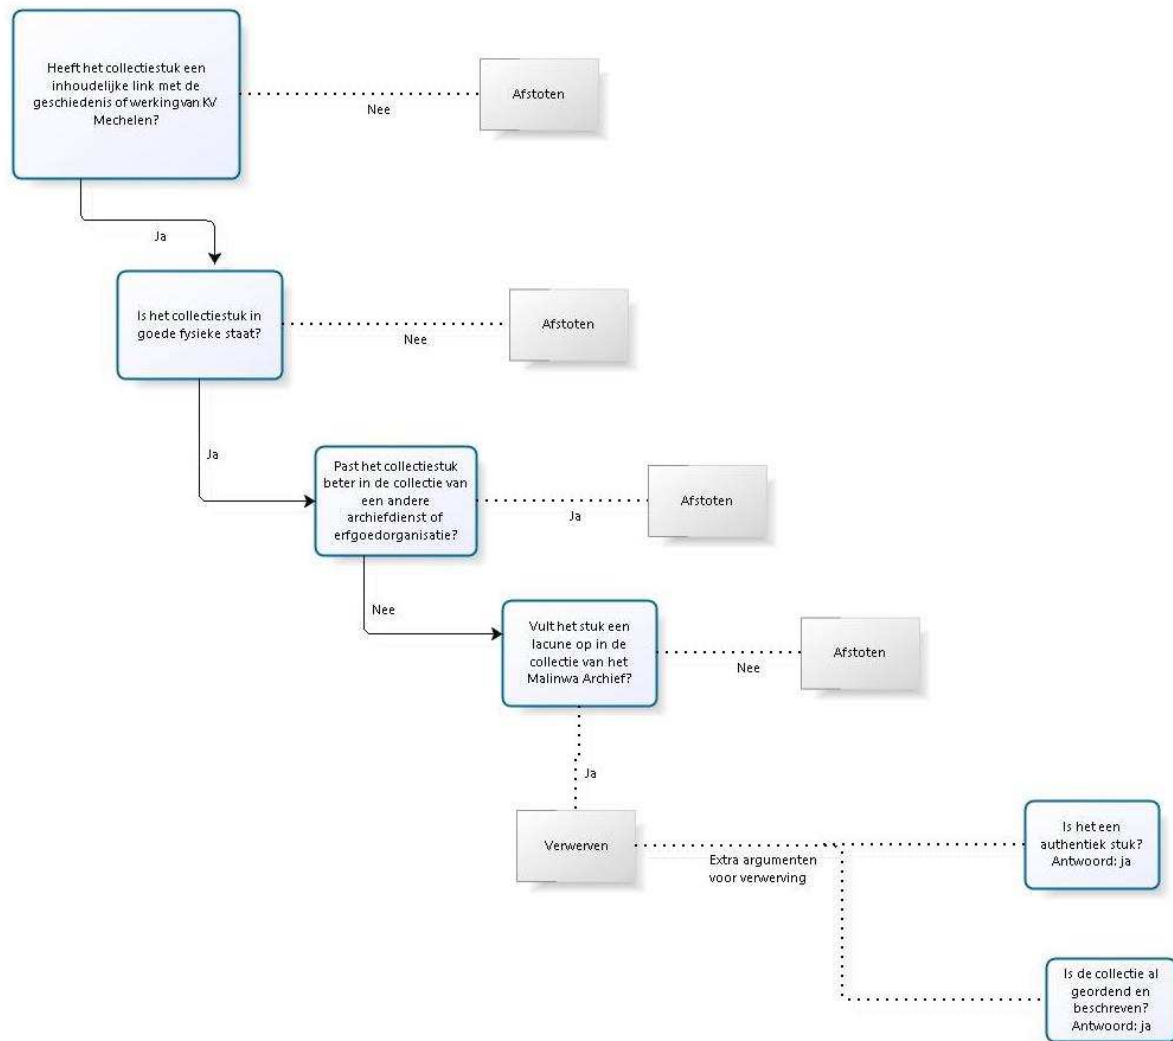 Heeft het collectiestuk een
inhoudelijke link met de
geschiedenis of werking van KV
Mechelen?
Nee
Afstoten
Ja
Is het collectiestuk in
goede fysieke staat?
Nee
Afstoten
Ja
Past het collectiestuk
beter in de collectie van
een andere
archiefdienst of
erfgoedorganisatie?
Ja
Afstoten
Nee
Vult het stuk een
lacune op in de
collectie van het
Malinwa Archief?
Nee
Afstoten
Ja
Verwerven
Extra argumenten
voor verwerving
Is het een
authentiek stuk?
Antwoord: ja
Is de collectie al
geordend en
beschreven?
Antwoord: ja